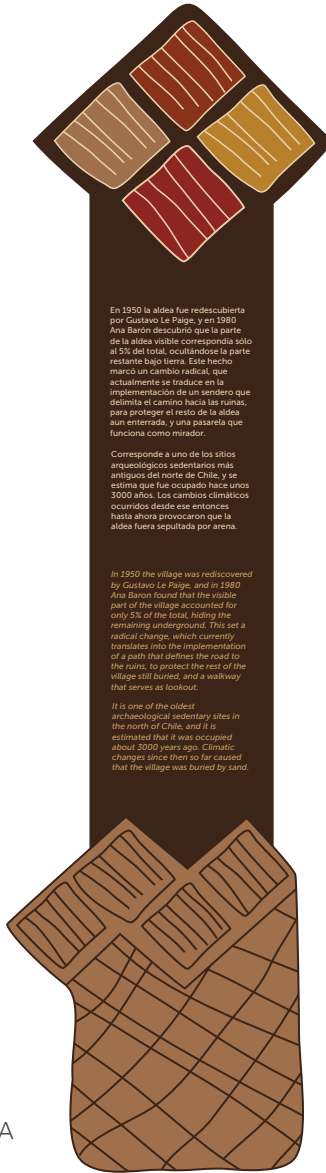 En 1950 la aldea fue redescubierta
por Gustavo Le Paige, y en 1980
Ana Barón descubrió que la parte
de la aldea visible correspondía sólo
al 5% del total, ocultándose la parte
restante bajo tierra. Este hecho
marcó un cambio radical, que
actualmente se traduce en la
implementación de un sendero que
delimita el camino hacia las ruinas,
para proteger el resto de la aldea
aun enterrada, y una pasarela que
funciona como mirador.
Corresponde a uno de los sitios
arqueológicos sedentarios más
antiguos del norte de Chile, y se
estima que fue ocupado hace unos
3000 años. Los cambios climáticos
ocurridos desde ese entonces
hasta ahora provocaron que la
aldea fuera sepultada por arena.
In 1950 the village was rediscovered
by Gustavo Le Paige, and in 1980
Ana Baron found that the visible
part of the village accounted for
only 5% of the total, hiding the
remaining underground. This set a
radical change, which currently
translates into the implementation
of a path that defines the road to
the ruins, to protect the rest of the
village still buried, and a walkway
that serves as lookout.
It is one of the oldest
archaeological sedentary sites in
the north of Chile, and it is
estimated that it was occupied
about 3000 years ago. Climatic
changes since then so far caused
that the village was buried by sand.
A